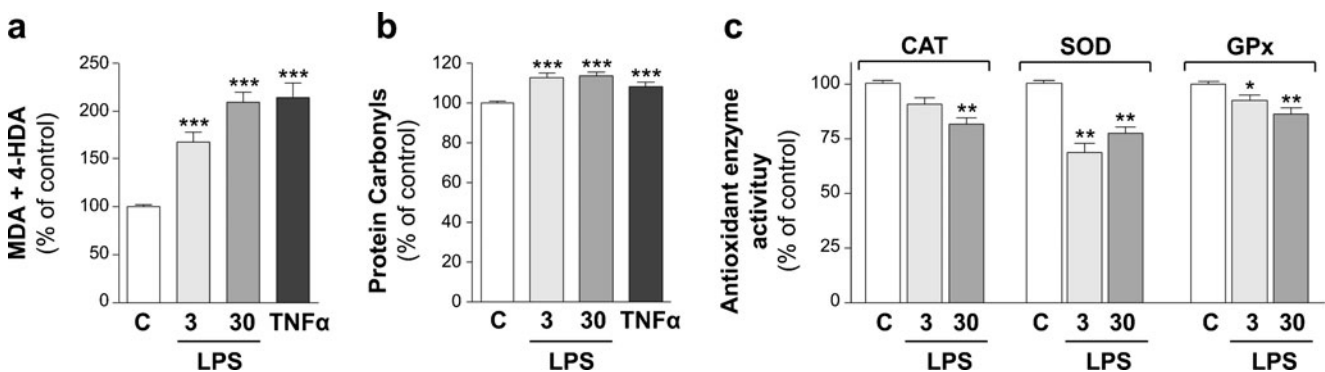 a
MDA + 4-HDA
(% of control)
250
200
150
100
50
0
***
***
***
C 3 30 TNFα
LPS
b
Protein Carbonyls
(% of control)
120
100
80
60
40
20
0
*** *** ***
C 3 30 TNFα
LPS
c
Antioxidant enzyme
activituy
(% of control)
CAT SOD GPx
100
75
50
25
0
**
**
**
*
**
C 3 30 C 3 30 C 3 30
LPS LPS LPS